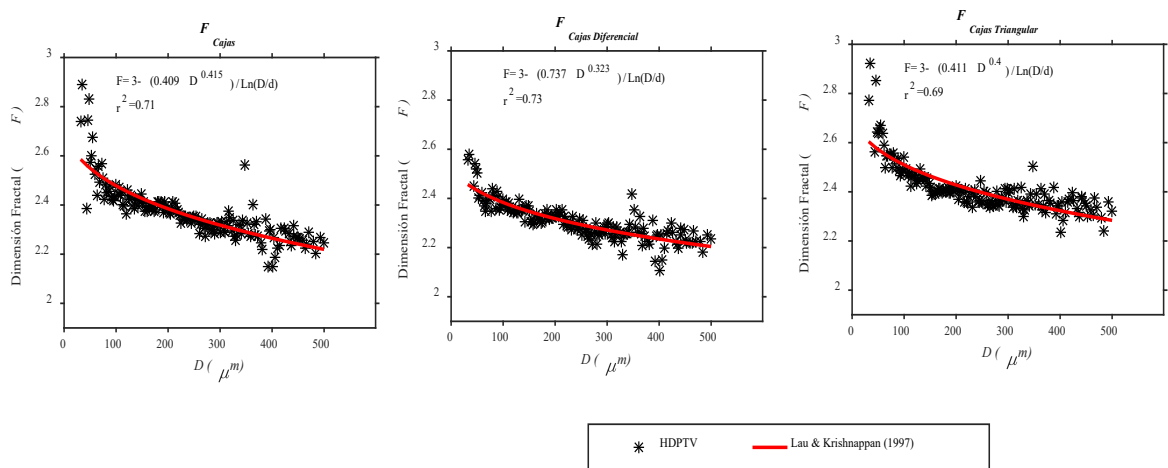 F Cajas
F= 3- (0.409 D 0.415 ) / Ln(D/d)
r 2 =0.71
3
2.8
2.6
2.4
2.2
2
Dimensión Fractal ( F )
0 100 200 300 400 500
D ( μm)
F Cajas Diferencial
F= 3- (0.737 D 0.323 ) / Ln(D/d)
r 2 =0.73
3
2.8
2.6
2.4
2.2
2
Dimensión Fractal ( F )
0 100 200 300 400 500
D ( μm)
F Cajas Triangular
F= 3- (0.411 D 0.4 ) / Ln(D/d)
r 2 =0.69
3
2.8
2.6
2.4
2.2
2
Dimensión Fractal ( F )
0 100 200 300 400 500
D ( μm)
HDPTV
Lau & Krishnappan (1997)